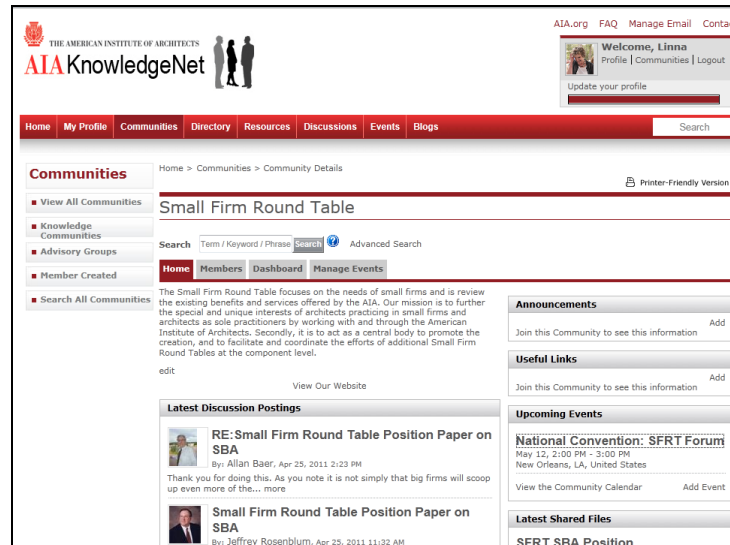 AIA.org FAQ Manage Email
THE AMERICAN INSTITUTE OF ARCHITECTS
AIA KnowledgeNet
Welcome, Linna
Profile | Communities | Logout
Update your profile
Home My Profile Communities Directory Resources Discussions Events Blogs Search
Communities
View All Communities
Knowledge
Communities
Advisory Groups
Member Created
Search All Communities
Home > Communities > Community Details
Printer-Friendly Version
Small Firm Round Table
Search Term / Keyword / Phrase Search ? Advanced Search
Home Members Dashboard Manage Events
The Small Firm Round Table focuses on the needs of small firms and is review
the existing benefits and services offered by the AIA. Our mission is to further
the special and unique interests of architects practicing in small firms and
architects as sole practitioners by working with and through the American
Institute of Architects. Secondly, it is to act as a central body to promote the
creation, and to facilitate and coordinate the efforts of additional Small Firm
Round Tables at the component level.
edit
View Our Website
Latest Discussion Postings
RE:Small Firm Round Table Position Paper on
SBA
By: Allan Baer, Apr 25, 2011 2:23 PM
Thank you for doing this. As you note it is not simply that big firms will scoop
up even more of the... more
Small Firm Round Table Position Paper on
SBA
By: Jeffrey Rosenblum, Apr 25, 2011 11:32 AM
Announcements
Add
Join this Community to see this information
Useful Links
Add
Join this Community to see this information
Upcoming Events
National Convention: SFRT Forum
May 12, 2:00 PM - 3:00 PM
New Orleans, LA, United States
View the Community Calendar Add Event
Latest Shared Files
SFRT SBA Position